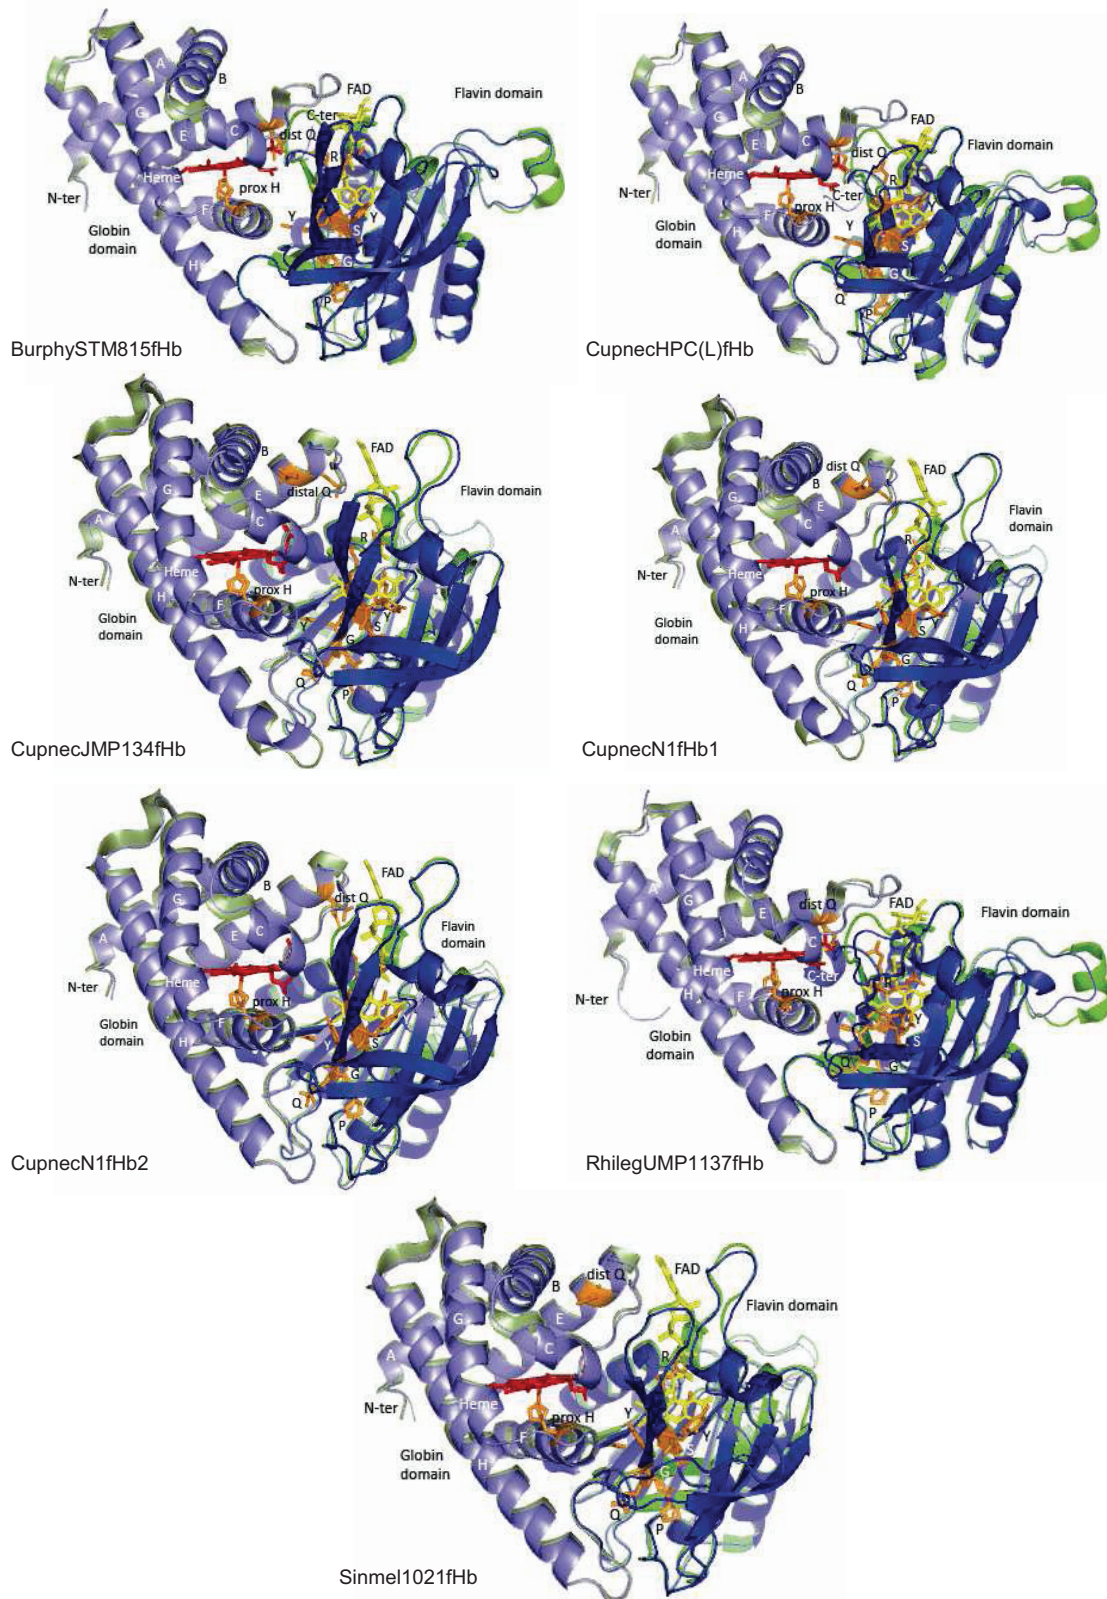 A
B
G
E
C
FAD
C-ter
dist Q
Flavin domain
R
Heme
prox H
N-ter
F
Y
Y
S
Globin
domain
H
G
P
BurphySTM815fHb
A
B
G
E
C
FAD
dist Q
Flavin domain
R
Heme
C-ter
prox H
N-ter
F
Y
S
Globin
domain
H
G
Q
P
CupnecHPC(L)fHb
B
FAD
G
E
distal Q
Flavin domain
A
C
R
Heme
N-ter
prox H
H
F
Globin
domain
Y
Y
S
G
Q
P
CupnecJMP134fHb
dist Q
FAD
B
G
E
Flavin
domain
A
C
R
Heme
N-ter
prox H
F
Globin
domain
H
Y
S
G
Q
P
CupnecN1fHb1
FAD
B
G
dist Q
E
C
Flavin
domain
A
Heme
N-ter
prox H
F
Globin
domain
H
Y
S
G
Q
P
CupnecN1fHb2
A
G
dist Q
FAD
E
C
Flavin domain
Heme
C-ter
R
H
F
prox H
N-ter
Y
Y
Globin
domain
S
Q
G
P
RhilegUMP1137fHb
B
dist Q
FAD
G
E
Flavin domain
C
A
R
Heme
N-ter
prox H
Y
F
Y
Globin
domain
H
S
G
Q
P
Sinmel1021fHb